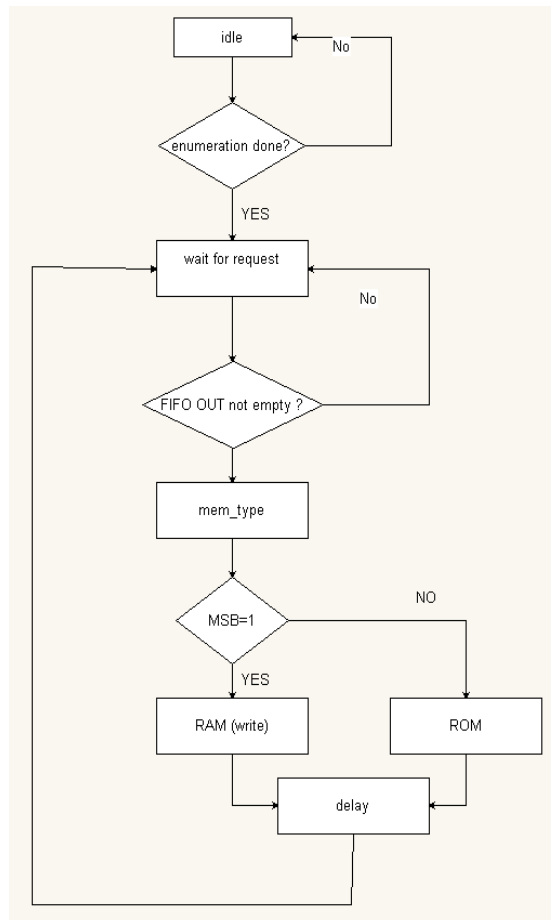 idle
No
enumeration done?
YES
wait for request
No
FIFO OUT not empty ?
mem_type
NO
MSB=1
YES
RAM (write)
ROM
delay